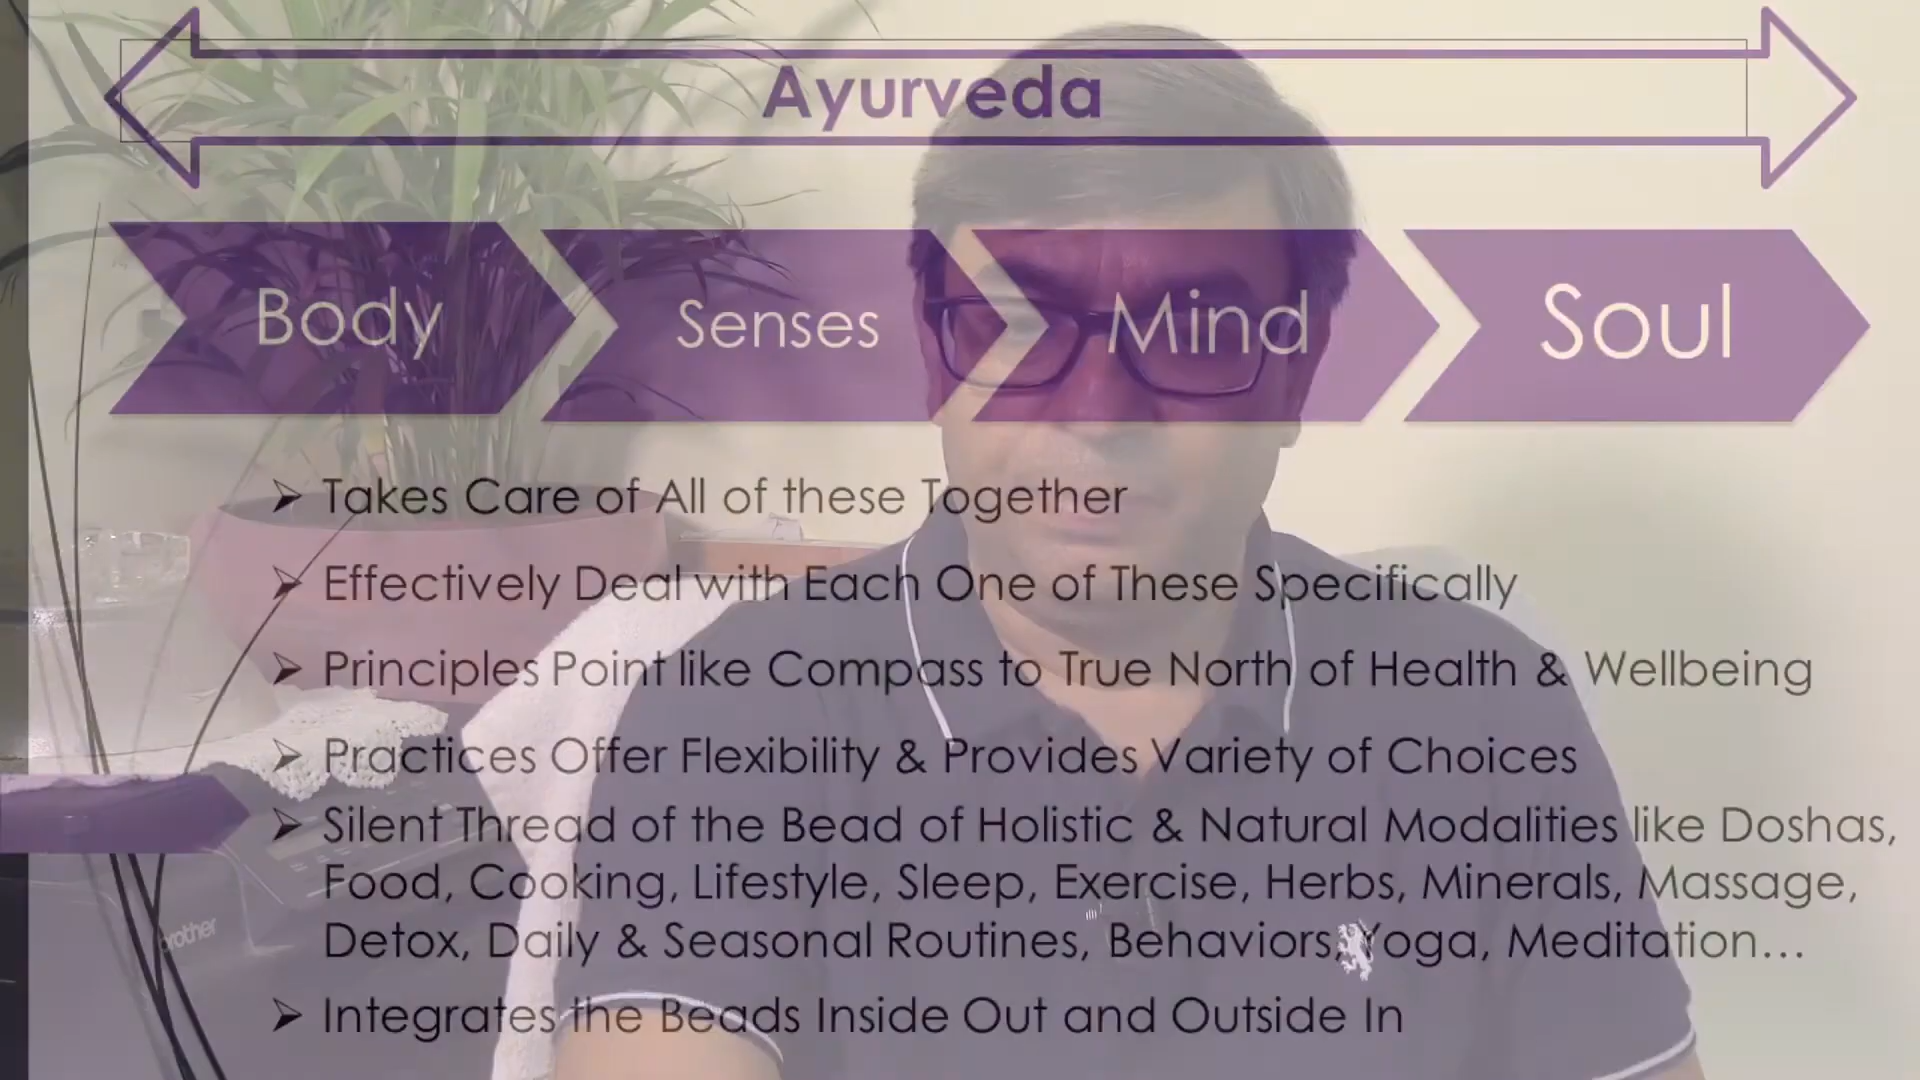 Ayurveda
Body
Senses
Mind
Soul
Takes Care of All of these Together
Effectively Deal with Each One of These Specifically
Principles Point like Compass to True North of Health & Wellbeing
Practices Offer Flexibility & Provides Variety of Choices
Silent Thread of the Bead of Holistic & Natural Modalities like Doshas,
Food, Cooking, Lifestyle, Sleep, Exercise, Herbs, Minerals, Massage,
Detox, Daily & Seasonal Routines, Behaviors, Yoga, Meditation...
Integrates the Beads Inside Out and Outside In
brother